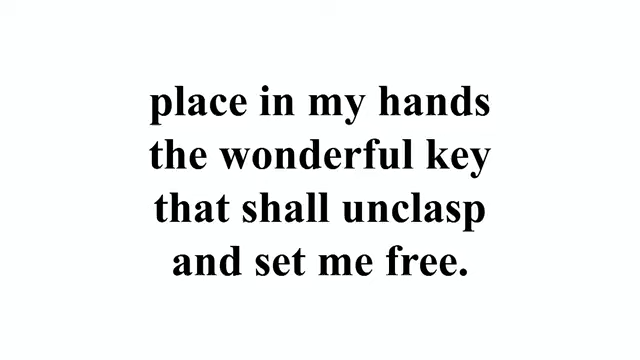 place in my hands
the wonderful key
that shall unclasp
and set me free.